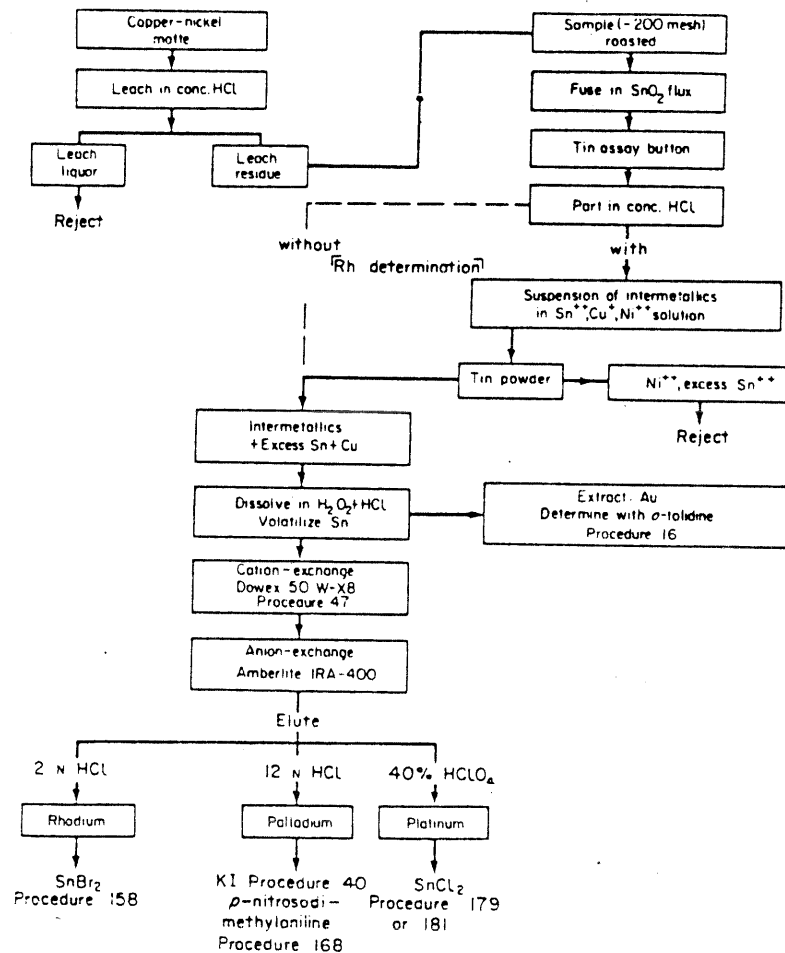 Copper-nickel
matte
Leach in conc. HCl
Leach
liquor
Leach
residue
Reject
Sample (-200 mesh)
roasted
Fuse in SnO₂ flux
Tin assay button
Part in conc. HCl
without
with
⌈Rh determination⌉
Suspension of intermetallics
in Sn⁺⁺,Cu⁺,Ni⁺⁺ solution
Tin powder
Ni⁺⁺, excess Sn⁺⁺
Reject
Intermetallics
+Excess Sn+Cu
Dissolve in H₂O₂+HCl
Volatilize Sn
Extract Au
Determine with o-tolidine
Procedure 16
Cation-exchange
Dowex 50 W-X8
Procedure 47
Anion-exchange
Amberlite IRA-400
Elute
2 N HCl
12 N HCl
40% HClO₄
Rhodium
Palladium
Platinum
SnBr₂
Procedure 158
KI Procedure 40
p-nitrosodi-
methylaniline
Procedure 168
SnCl₂
Procedure 179
or 181